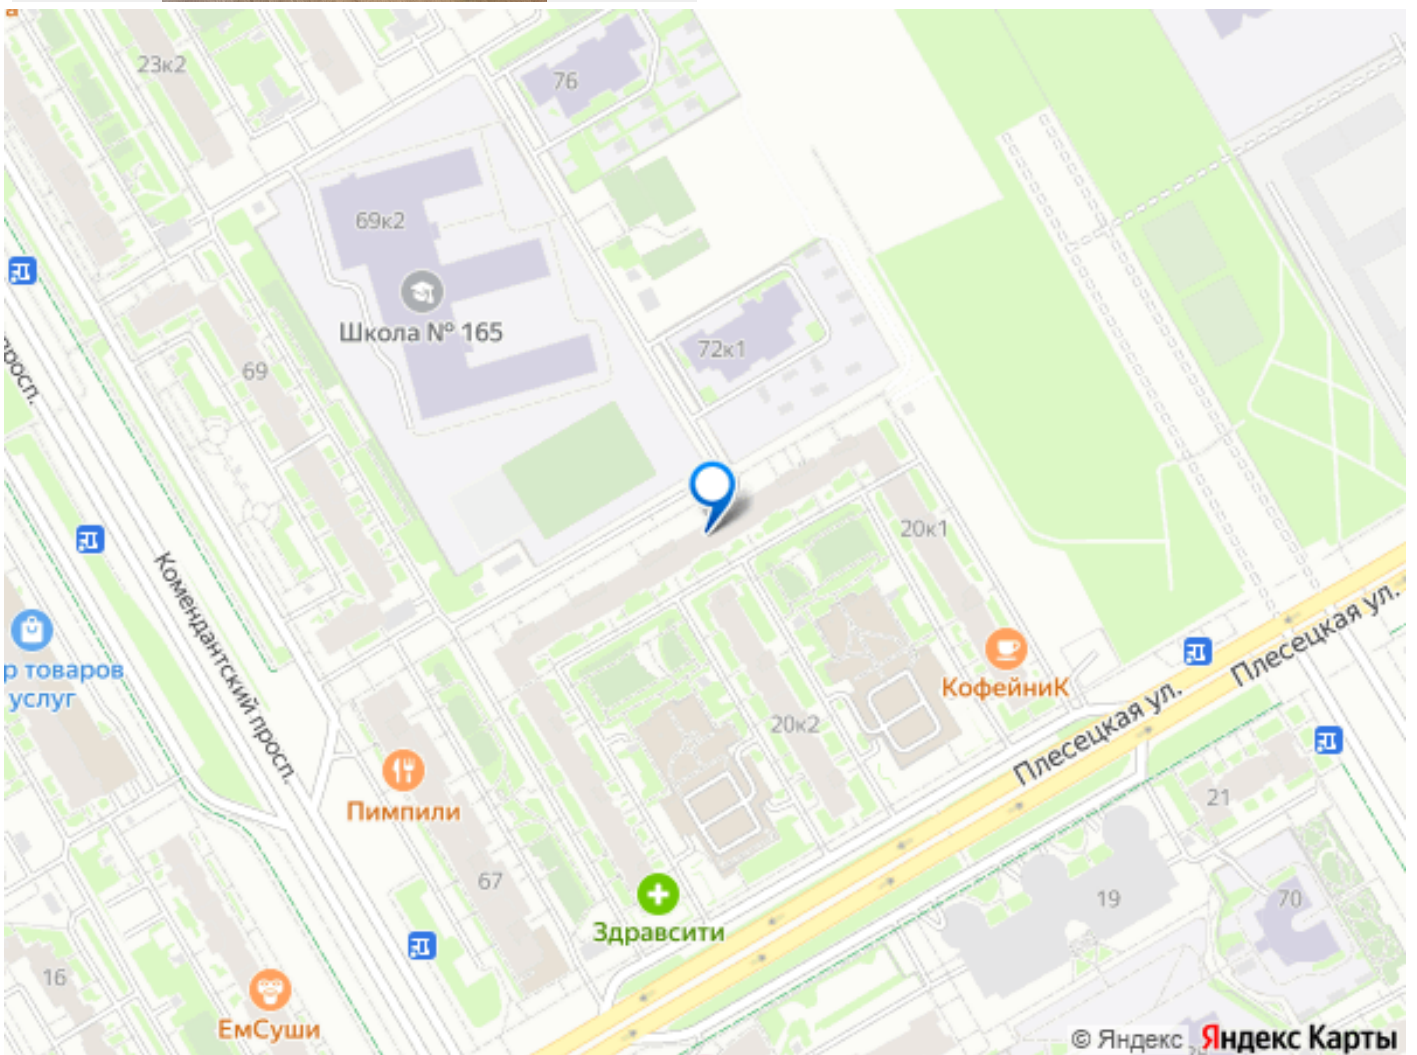 23к2
76
69к2
Школа № 165
72к1
69
просп.
20к1
Комендантский просп.
р товаров
услуг
КофейниК
Плесецкая ул.
Плесецкая ул.
20к2
Пимпили
21
67
19
70
Здравсити
16
ЕмСуши
© Яндекс Яндекс Карты